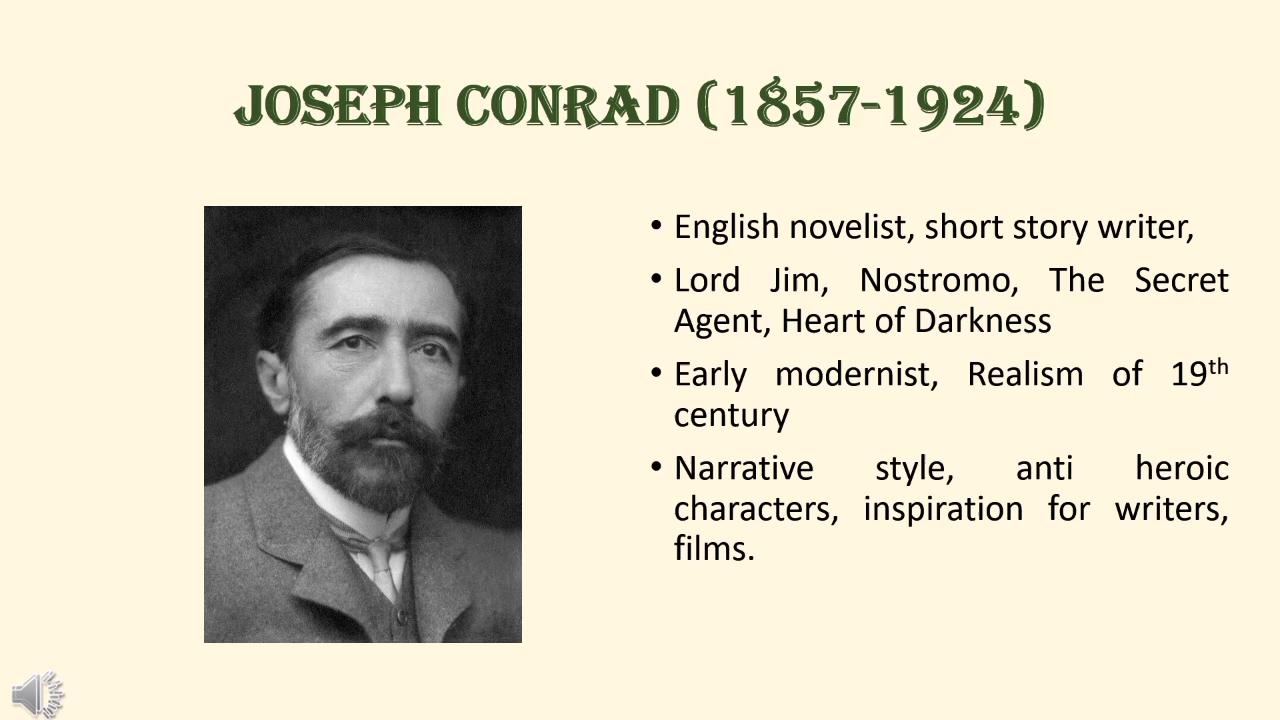 JOSEPH CONRAD (1857-1924)
• English novelist, short story writer,
• Lord Jim, Nostromo, The Secret
Agent, Heart of Darkness
• Early modernist, Realism of 19th
century
• Narrative style, anti heroic
characters, inspiration for writers,
films.